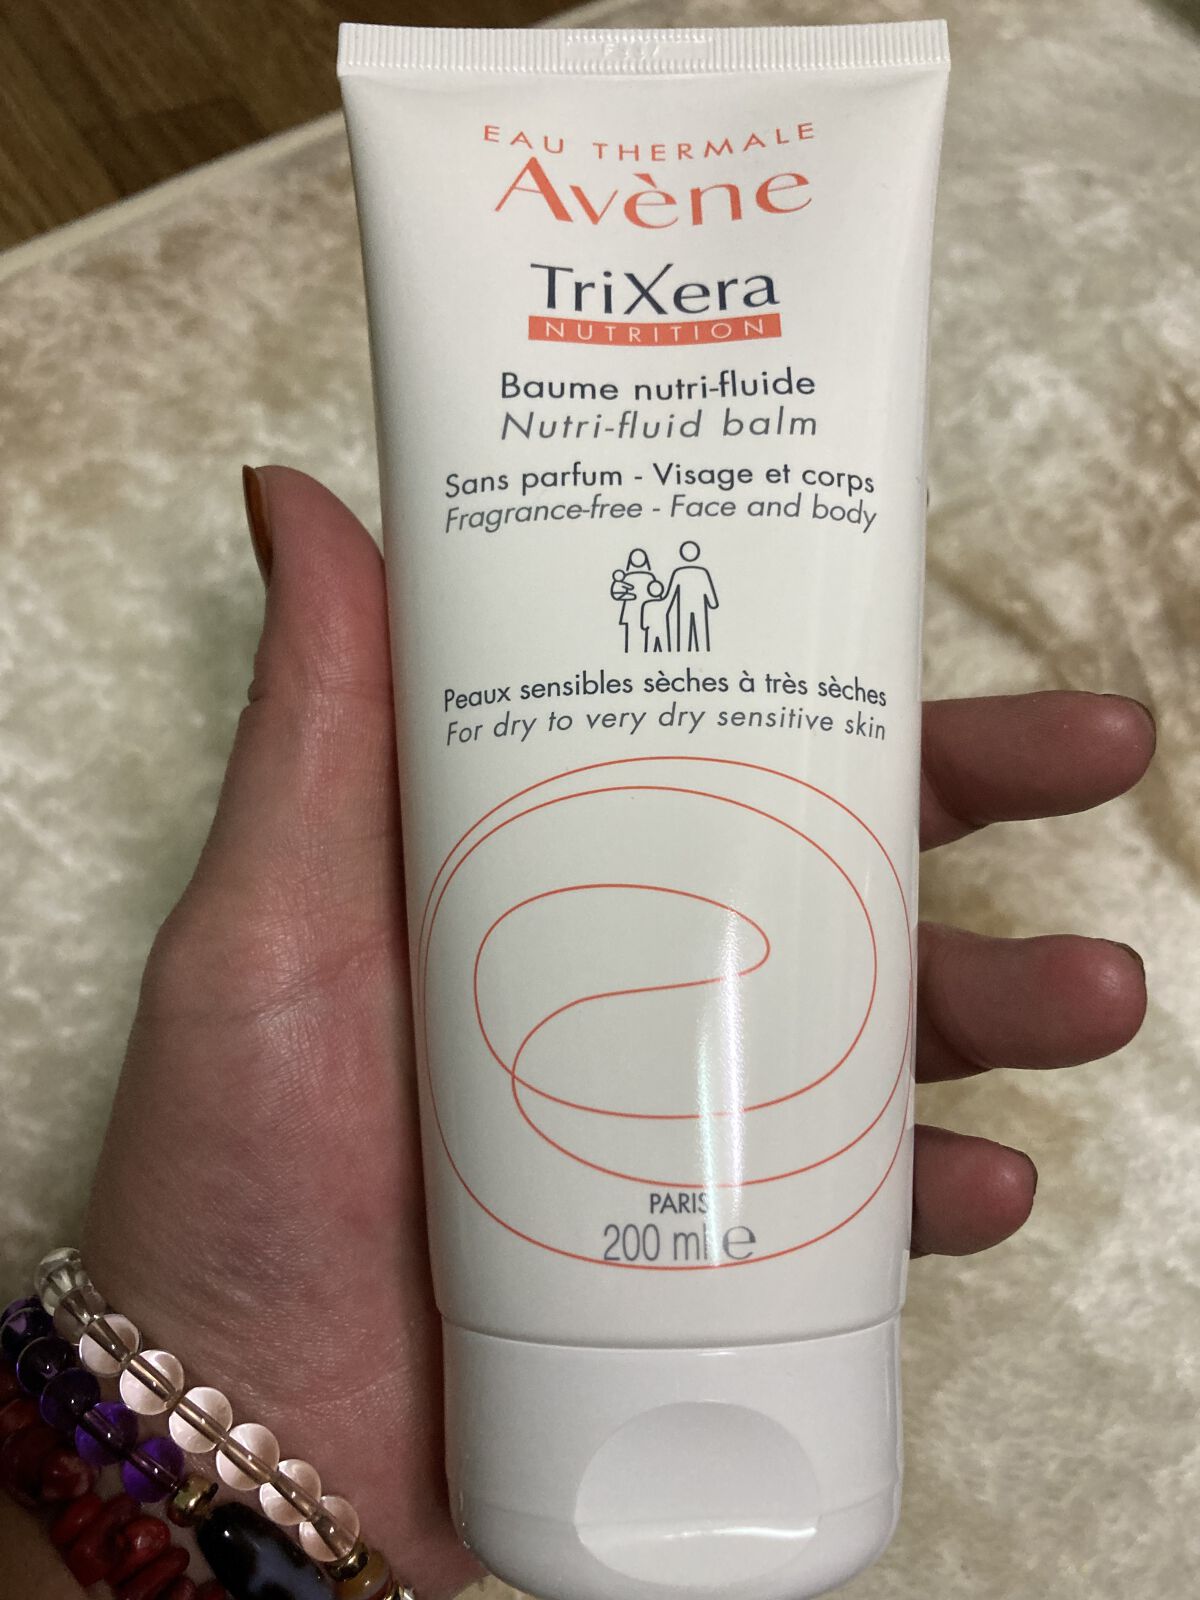 EAU THERMALE
Avène
TriXera
NUTRITION
Baume nutri-fluide
Nutri-fluid balm
Sans parfum - Visage et corps
Fragrance-free - Face and body
Peaux sensibles sèches à très sèches
For dry to very dry sensitive skin
PARIS
200 ml e